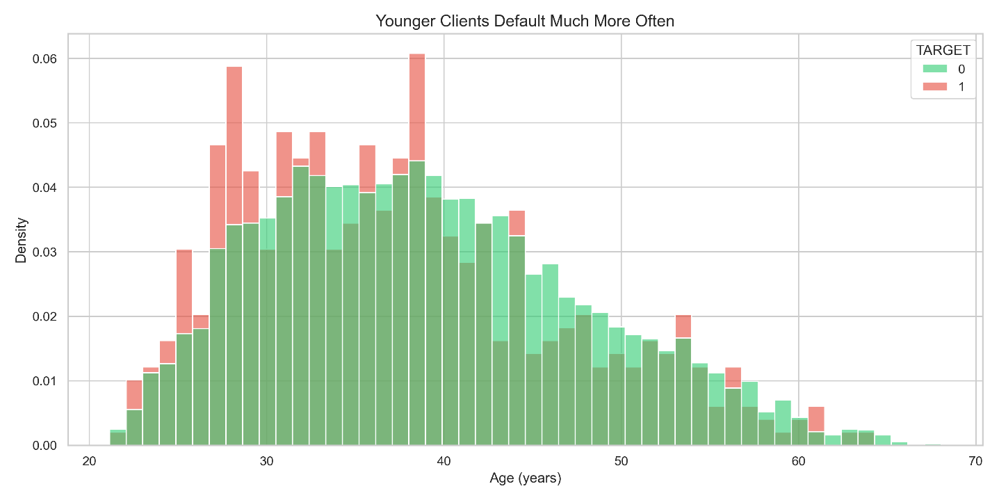 Younger Clients Default Much More Often
TARGET
0
1
0.06
0.05
0.04
0.03
0.02
0.01
0.00
Density
20 30 40 50 60 70
Age (years)